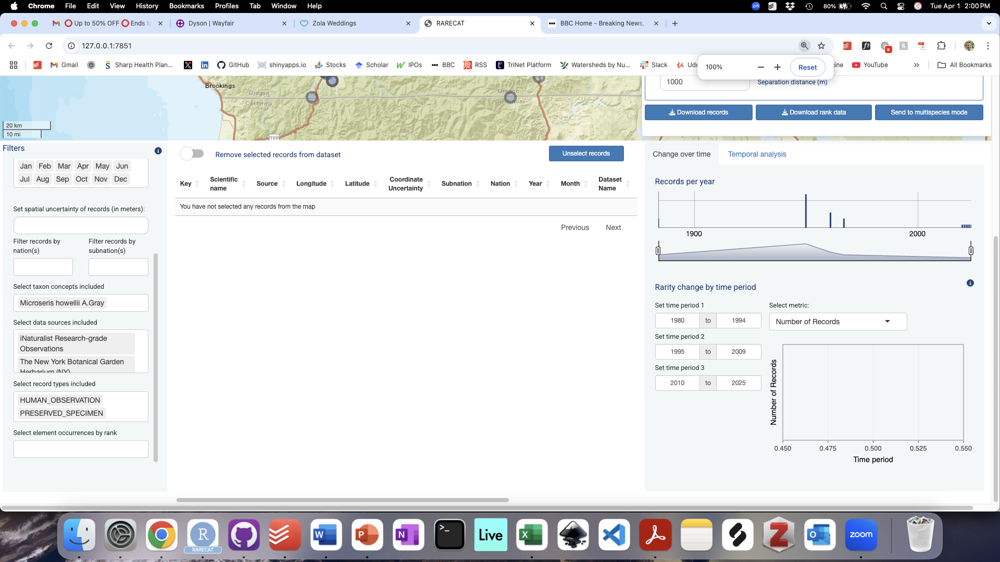 Chrome File Edit View History Bookmarks Profiles Tab Window Help
zm 80% Tue Apr 1 2:00 PM
Up to 50% OFF Ends to
Dyson | Wayfair
Zola Weddings
RARECAT
BBC Home - Breaking News,
127.0.0.1:7851
Gmail
Sharp Health Plan...
GitHub
shinyapps.io
Stocks
Scholar
IPOs
BBC
RSS
TriNet Platform
Watersheds by Nu...
Slack
YouTube
All Bookmarks
100%
Reset
Brookings
Oregon
California
Oregon
California
199
20 km
10 mi
1000
Separation distance (m)
Download records
Download rank data
Send to multispecies mode
Filters
Jan Feb Mar Apr May Jun
Jul Aug Sep Oct Nov Dec
Set spatial uncertainty of records (in meters):
Filter records by nation(s)
Filter records by subnation(s)
Select taxon concepts included
Microseris howellii A.Gray
Select data sources included
iNaturalist Research-grade
Observations
The New York Botanical Garden
Herbarium (NY)
Select record types included
HUMAN_OBSERVATION
PRESERVED_SPECIMEN
Select element occurrences by rank
Remove selected records from dataset
Unselect records
Key
Scientific name
Source
Longitude
Latitude
Coordinate Uncertainty
Subnation
Nation
Year
Month
Dataset Name
You have not selected any records from the map
Previous Next
Change over time
Temporal analysis
Records per year
1900 2000
Rarity change by time period
Set time period 1
1980 to 1994
Set time period 2
1995 to 2009
Set time period 3
2010 to 2025
Select metric:
Number of Records
Number of Records
0.450 0.475 0.500 0.525 0.550
Time period
RARECAT
Live
zoom